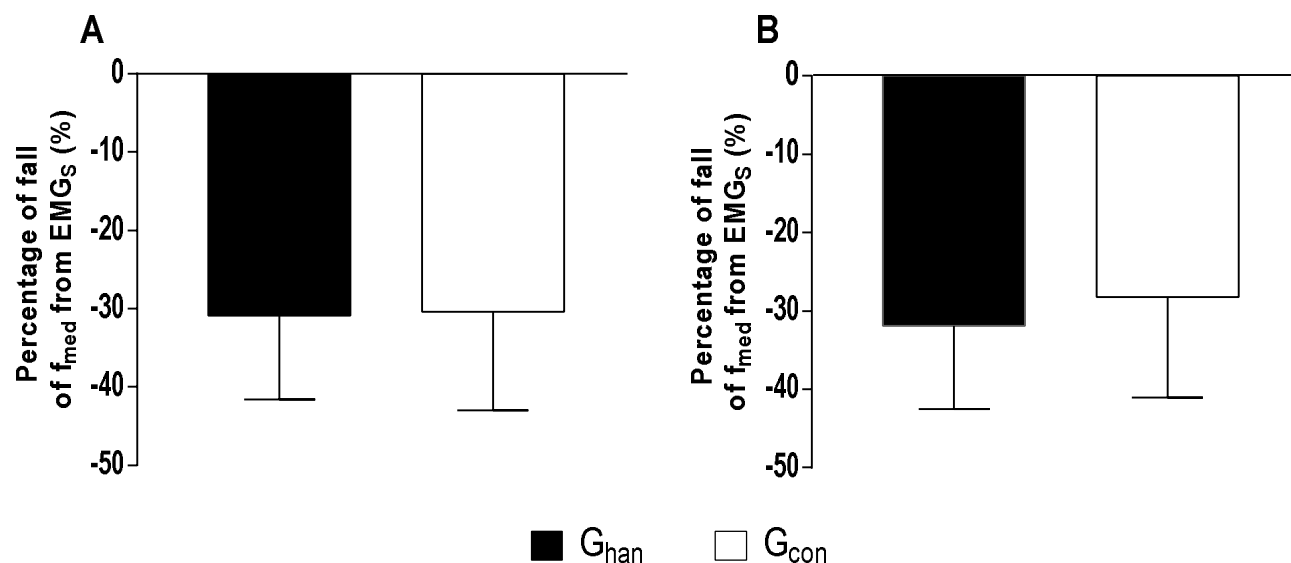 A
Percentage of fall
of fmed from EMGS (%)
0
-10
-20
-30
-40
-50
B
Percentage of fall
of fmed from EMGS (%)
0
-10
-20
-30
-40
-50
Ghan Gcon